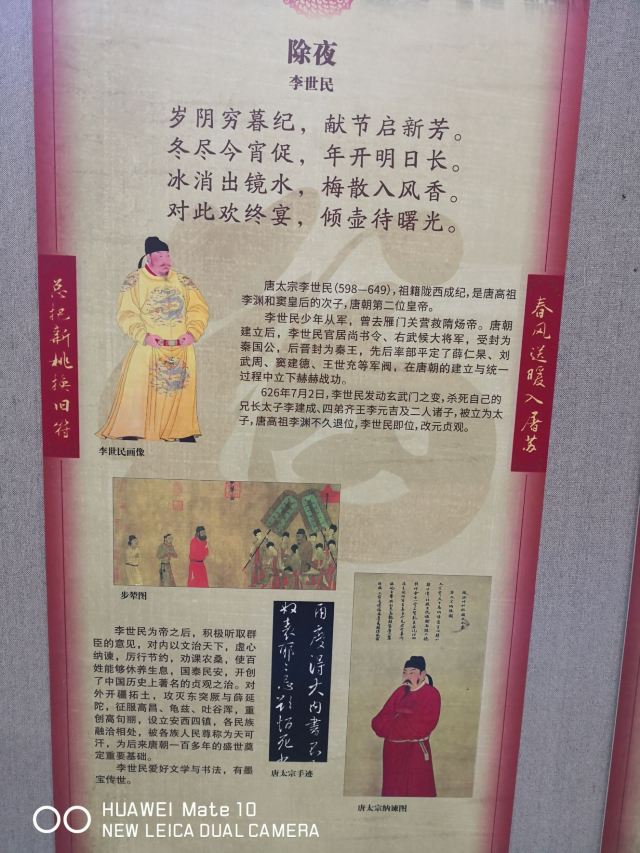 除夜
李世民
岁阴穷暮纪，献节启新芳。
冬尽今宵促，年开明日长。
冰消出镜水，梅散入风香。
对此欢终宴，倾壶待曙光。
总把新桃换旧符
春风送暖入屠苏
唐太宗李世民（598—649），祖籍陇西成纪，是唐高祖
李渊和窦皇后的次子，唐朝第二位皇帝。
李世民少年从军，曾去雁门关营救隋炀帝。唐朝
建立后，李世民官居尚书令、右武候大将军，受封为
秦国公，后晋封为秦王，先后率部平定了薛仁杲、刘
武周、窦建德、王世充等军阀，在唐朝的建立与统一
过程中立下赫赫战功。
626年7月2日，李世民发动玄武门之变，杀死自己的
兄长太子李建成、四弟齐王李元吉及二人诸子，被立为太
子，唐高祖李渊不久退位，李世民即位，改元贞观。
李世民画像
步辇图
李世民为帝之后，积极听取群
臣的意见，对内以文治天下，虚心
纳谏，厉行节约，劝课农桑，使百
姓能够休养生息，国泰民安，开创
了中国历史上著名的贞观之治。对
外开疆拓土，攻灭东突厥与薛延
陀，征服高昌、龟兹、吐谷浑，重
创高句丽，设立安西四镇，各民族
融洽相处，被各族人民尊称为天可
汗，为后来唐朝一百多年的盛世奠
定重要基础。
李世民爱好文学与书法，有墨
宝传世。
唐太宗手迹
唐太宗纳谏图
HUAWEI Mate 10
NEW LEICA DUAL CAMERA